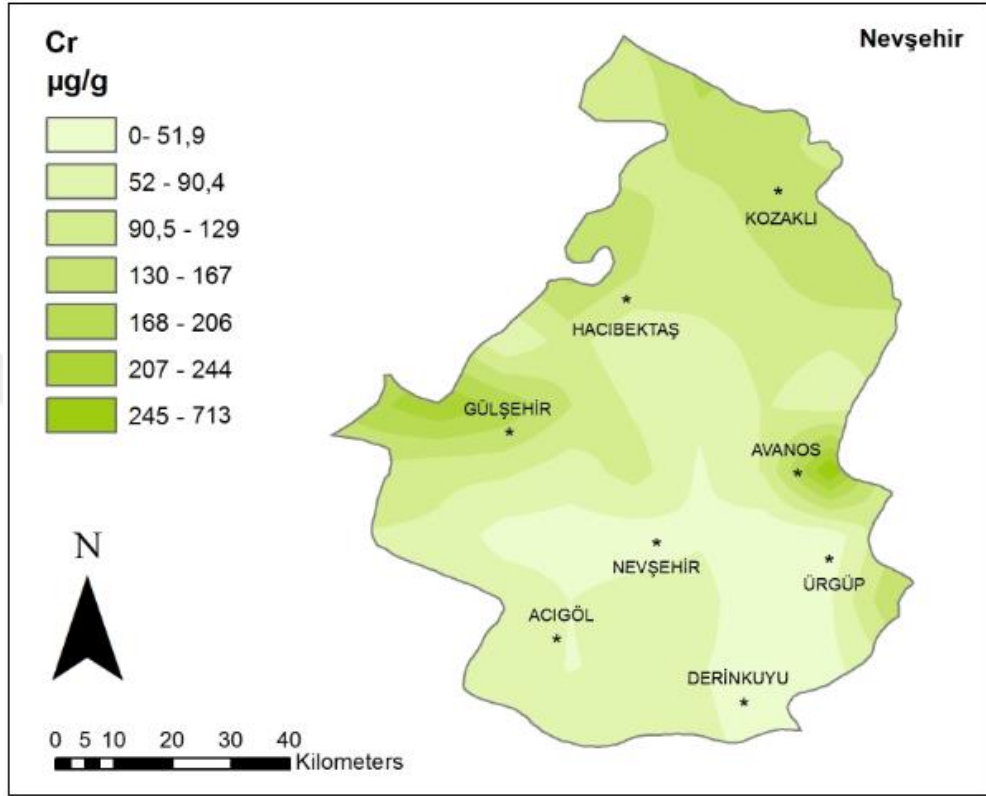 Cr
µg/g
0- 51,9
52 - 90,4
90,5 - 129
130 - 167
168 - 206
207 - 244
245 - 713
Nevşehir
KOZAKLI
HACIBEKTAŞ
GÜLŞEHİR
AVANOS
NEVŞEHİR
ÜRGÜP
ACIGÖL
DERİNKUYU
N
0 5 10 20 30 40
Kilometers